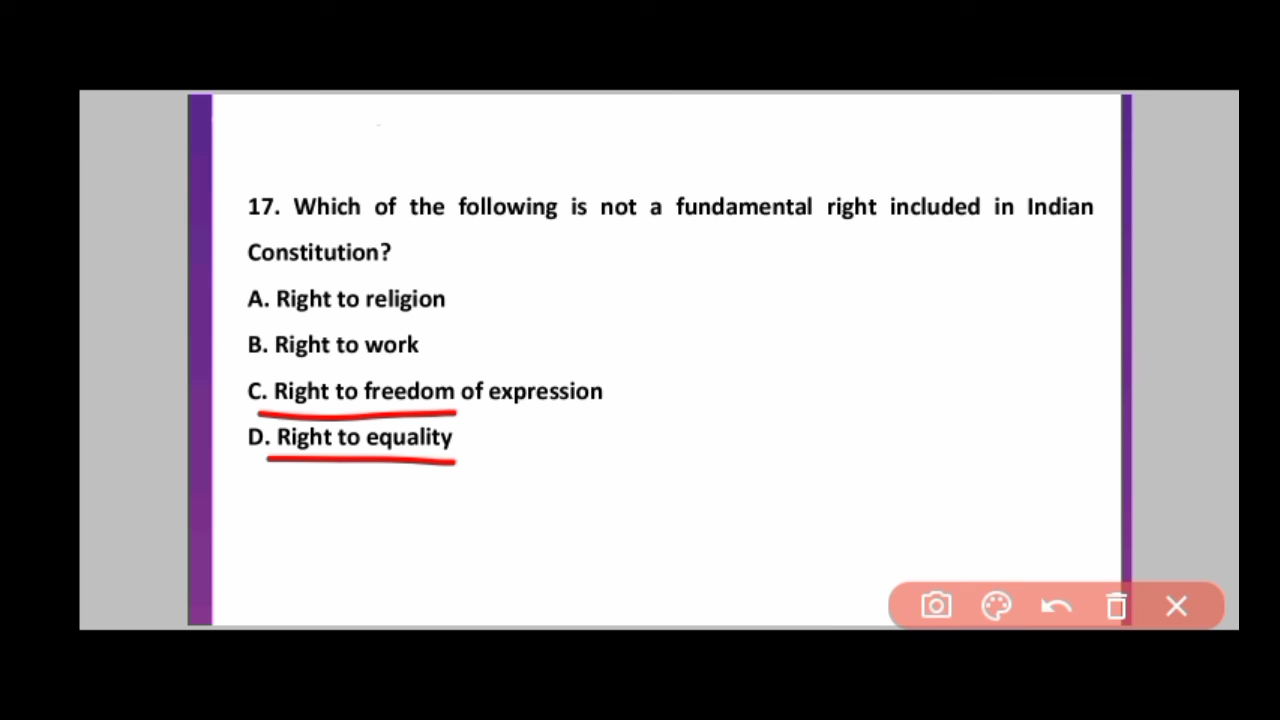 17. Which of the following is not a fundamental right included in Indian
Constitution?
A. Right to religion
B. Right to work
C. Right to freedom of expression
D. Right to equality